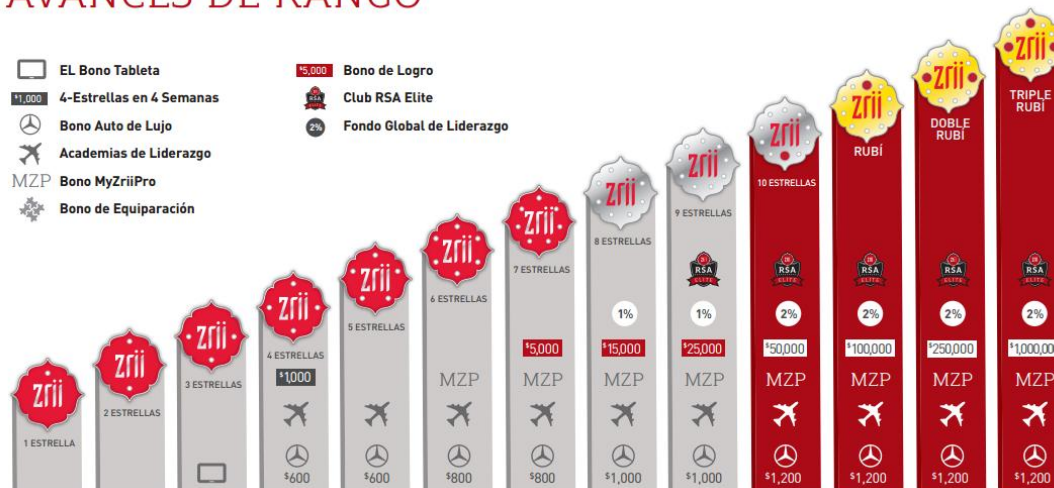 AVANCES DE RANGO
EL Bono Tableta
$1,000 4-Estrellas en 4 Semanas
Bono Auto de Lujo
Academias de Liderazgo
MZP Bono MyZriiPro
Bono de Equiparación
$5,000 Bono de Logro
RSA ELITE Club RSA Elite
2% Fondo Global de Liderazgo
zrii
1 ESTRELLA
zrii
2 ESTRELLAS
zrii
3 ESTRELLAS
zrii
4 ESTRELLAS
$1,000
$600
zrii
5 ESTRELLAS
$600
zrii
6 ESTRELLAS
MZP
$800
zrii
7 ESTRELLAS
$5,000
MZP
$800
zrii
8 ESTRELLAS
1%
$15,000
MZP
$1,000
zrii
9 ESTRELLAS
RSA
ELITE
1%
$25,000
MZP
$1,000
zrii
10 ESTRELLAS
RSA
ELITE
2%
$50,000
MZP
$1,200
zrii
RUBÍ
RSA
ELITE
2%
$100,000
MZP
$1,200
zrii
DOBLE
RUBÍ
RSA
ELITE
2%
$250,000
MZP
$1,200
zrii
TRIPLE
RUBÍ
RSA
ELITE
2%
$1,000,00
MZP
$1,200